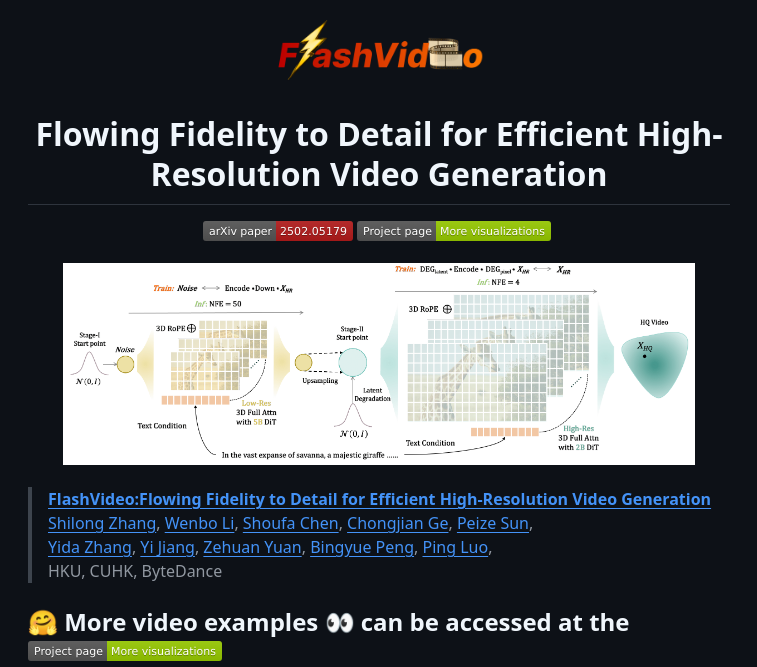 FlashVideo
Flowing Fidelity to Detail for Efficient High-
Resolution Video Generation
arXiv paper 2502.05179 Project page More visualizations
Train: Noise ⟷ Encode •Down •X_HR
Inf: NFE = 50
Train: DEG_latent • Encode • DEG_pixel • X_HR ⟷ X_HR
Inf: NFE = 4
Stage-I
Start point
Noise
N (0, I)
3D RoPE ⊕
Low-Res
3D Full Attn
with 5B DiT
Text Condition
Stage-II
Start point
Upsampling
Latent
Degradation
N (0, I)
3D RoPE ⊕
High-Res
3D Full Attn
with 2B DiT
Text Condition
HQ Video
X_HQ
In the vast expanse of savanna, a majestic giraffe ......
FlashVideo:Flowing Fidelity to Detail for Efficient High-Resolution Video Generation
Shilong Zhang, Wenbo Li, Shoufa Chen, Chongjian Ge, Peize Sun,
Yida Zhang, Yi Jiang, Zehuan Yuan, Bingyue Peng, Ping Luo,
HKU, CUHK, ByteDance
🤗 More video examples 👀 can be accessed at the
Project page More visualizations